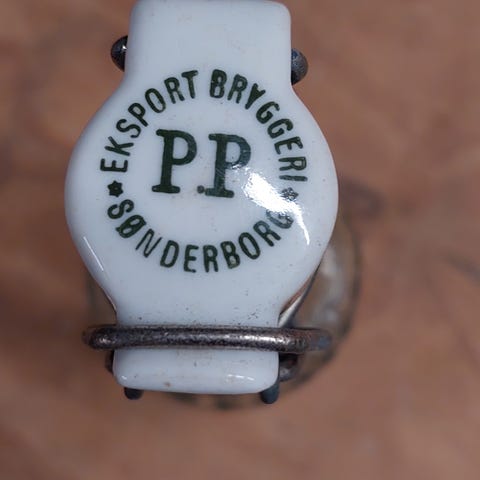 EKSPORT BRYGGERI
P.P
★ SØNDERBORG ★